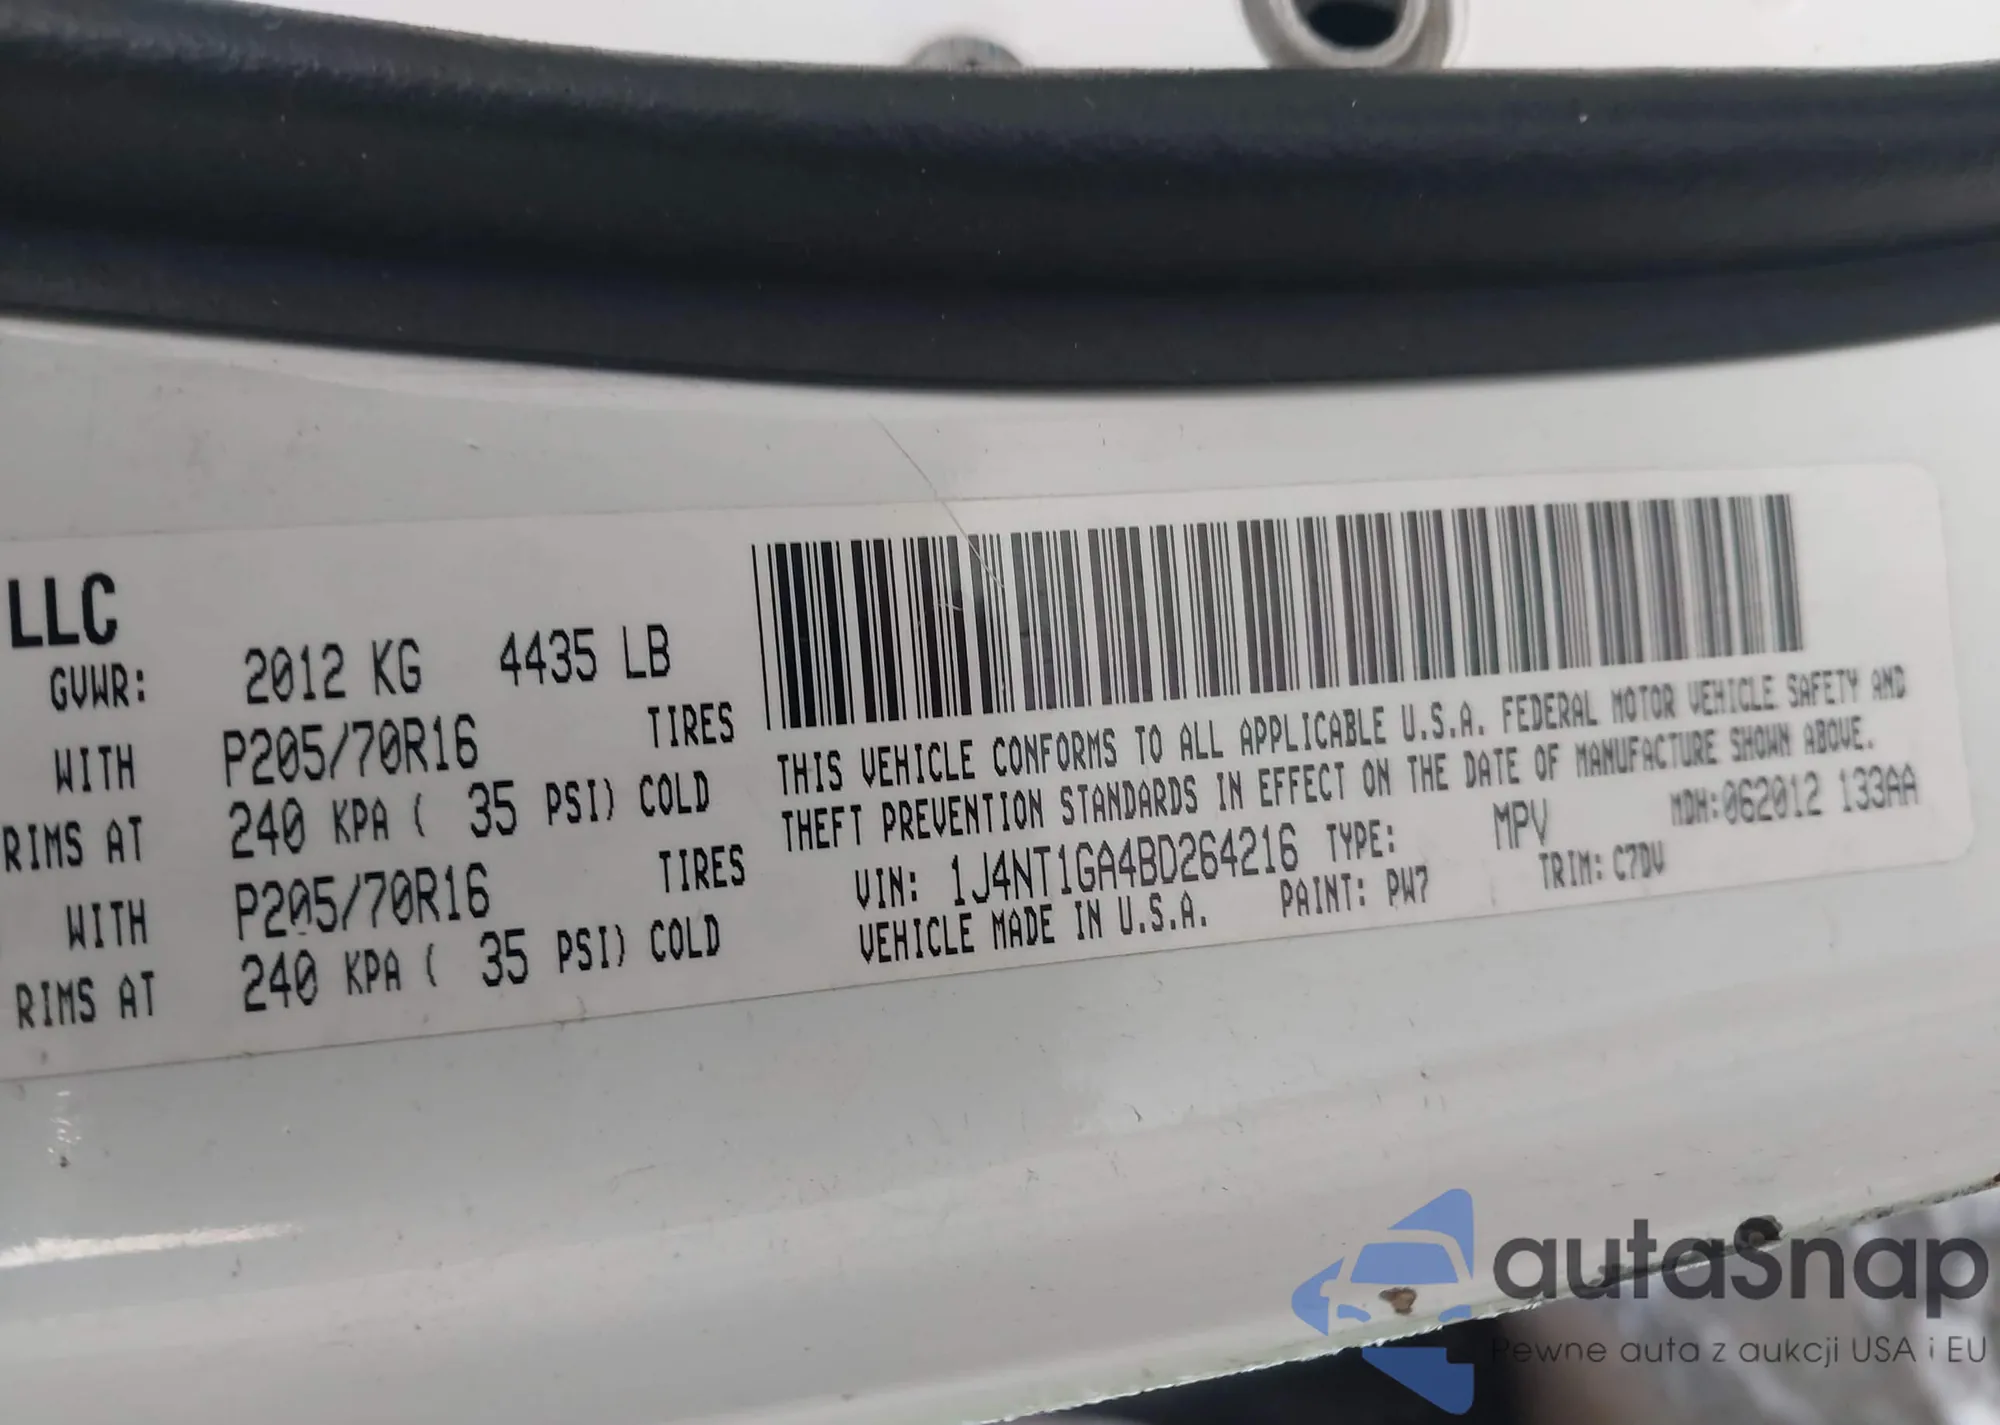 LLC
GVWR: 2012 KG 4435 LB
WITH P205/70R16 TIRES
RIMS AT 240 KPA ( 35 PSI) COLD
WITH P205/70R16 TIRES
RIMS AT 240 KPA ( 35 PSI) COLD
THIS VEHICLE CONFORMS TO ALL APPLICABLE U.S.A. FEDERAL MOTOR VEHICLE SAFETY AND
THEFT PREVENTION STANDARDS IN EFFECT ON THE DATE OF MANUFACTURE SHOWN ABOVE.
VIN: 1J4NT1GA4BD264216 TYPE: MPV MDH:062012 133AA
VEHICLE MADE IN U.S.A. PAINT: PW7 TRIM: C7DV
autasnap
Pewne auta z aukcji USA i EU